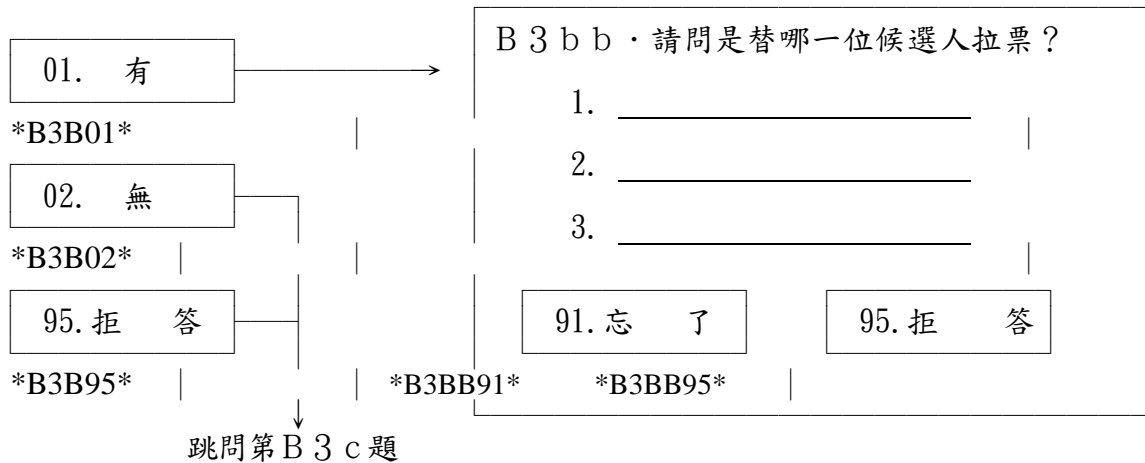 01. 有
*B3B01*
02. 無
*B3B02*
95.拒 答
*B3B95*
跳問第B3c題
B3bb.請問是替哪一位候選人拉票?
1.
2.
3.
91.忘 了
95.拒 答
*B3BB91* *B3BB95*